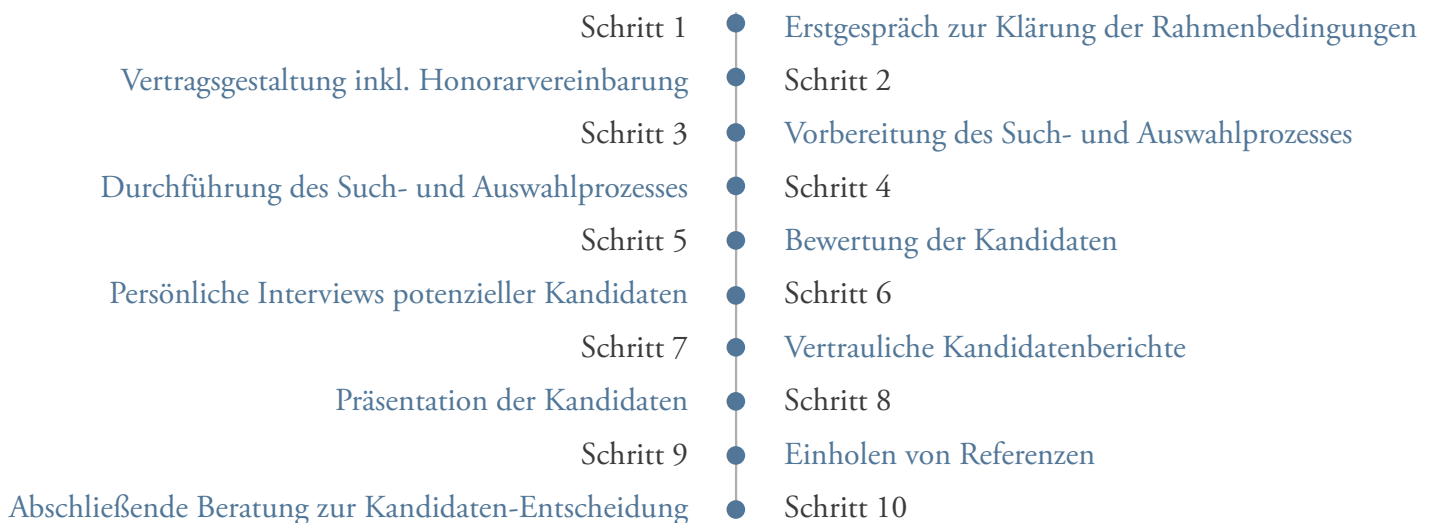 Schritt 1 Erstgespräch zur Klärung der Rahmenbedingungen
Vertragsgestaltung inkl. Honorarvereinbarung Schritt 2
Schritt 3 Vorbereitung des Such- und Auswahlprozesses
Durchführung des Such- und Auswahlprozesses Schritt 4
Schritt 5 Bewertung der Kandidaten
Persönliche Interviews potenzieller Kandidaten Schritt 6
Schritt 7 Vertrauliche Kandidatenberichte
Präsentation der Kandidaten Schritt 8
Schritt 9 Einholen von Referenzen
Abschließende Beratung zur Kandidaten-Entscheidung Schritt 10